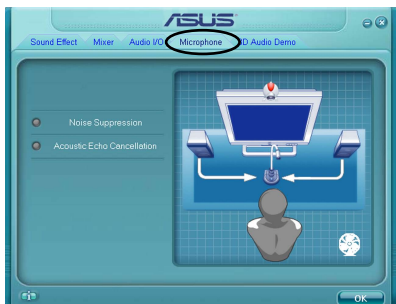 ASUS
Sound Effect Mixer Audio I/O Microphone 3D Audio Demo
Noise Suppression
Acoustic Echo Cancellation
OK